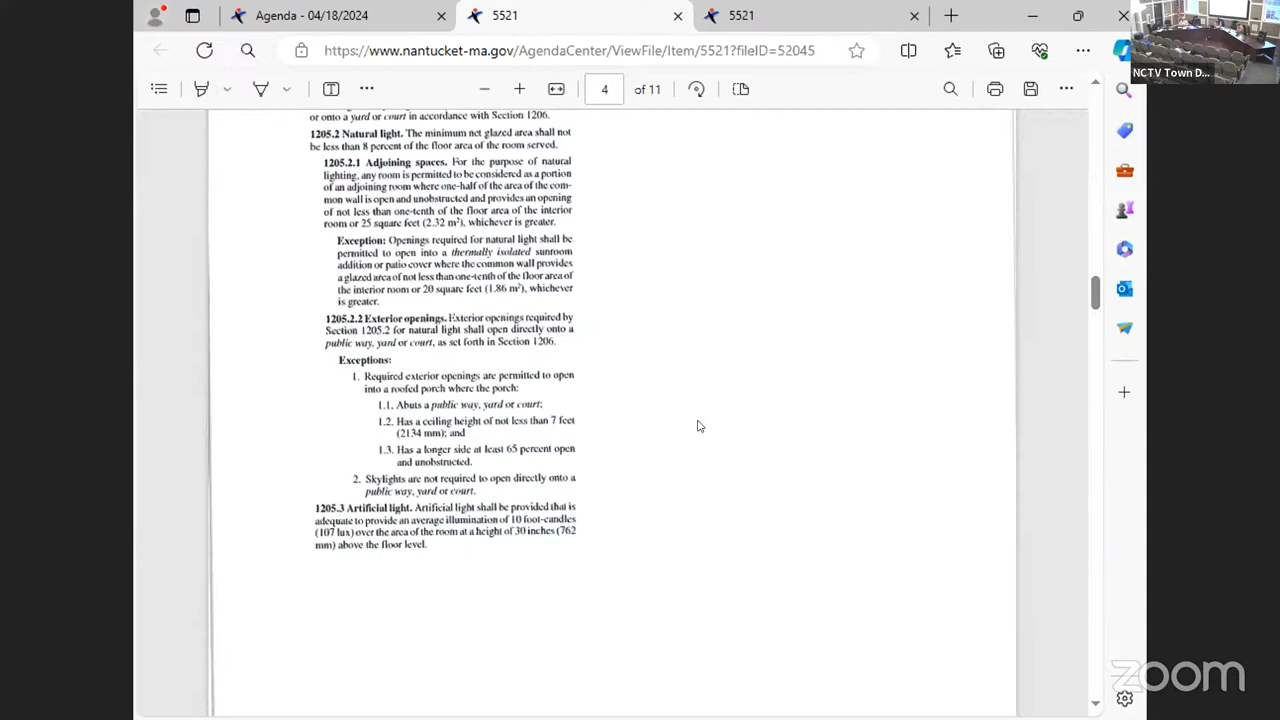 Agenda - 04/18/2024
5521
5521
https://www.nantucket-ma.gov/AgendaCenter/ViewFile/Item/5521?fileID=52045
NCTV Town D...
4 of 11
or onto a yard or court in accordance with Section 1206.
1205.2 Natural light. The minimum net glazed area shall not
be less than 8 percent of the floor area of the room served.
1205.2.1 Adjoining spaces. For the purpose of natural
lighting, any room is permitted to be considered as a portion
of an adjoining room where one-half of the area of the com-
mon wall is open and unobstructed and provides an opening
of not less than one-tenth of the floor area of the interior
room or 25 square feet (2.32 m²), whichever is greater.
Exception: Openings required for natural light shall be
permitted to open into a thermally isolated sunroom
addition or patio cover where the common wall provides
a glazed area of not less than one-tenth of the floor area of
the interior room or 20 square feet (1.86 m²), whichever
is greater.
1205.2.2 Exterior openings. Exterior openings required by
Section 1205.2 for natural light shall open directly onto a
public way, yard or court, as set forth in Section 1206.
Exceptions:
1. Required exterior openings are permitted to open
into a roofed porch where the porch:
1.1. Abuts a public way, yard or court;
1.2. Has a ceiling height of not less than 7 feet
(2134 mm); and
1.3. Has a longer side at least 65 percent open
and unobstructed.
2. Skylights are not required to open directly onto a
public way, yard or court.
1205.3 Artificial light. Artificial light shall be provided that is
adequate to provide an average illumination of 10 foot-candles
(107 lux) over the area of the room at a height of 30 inches (762
mm) above the floor level.
zoom